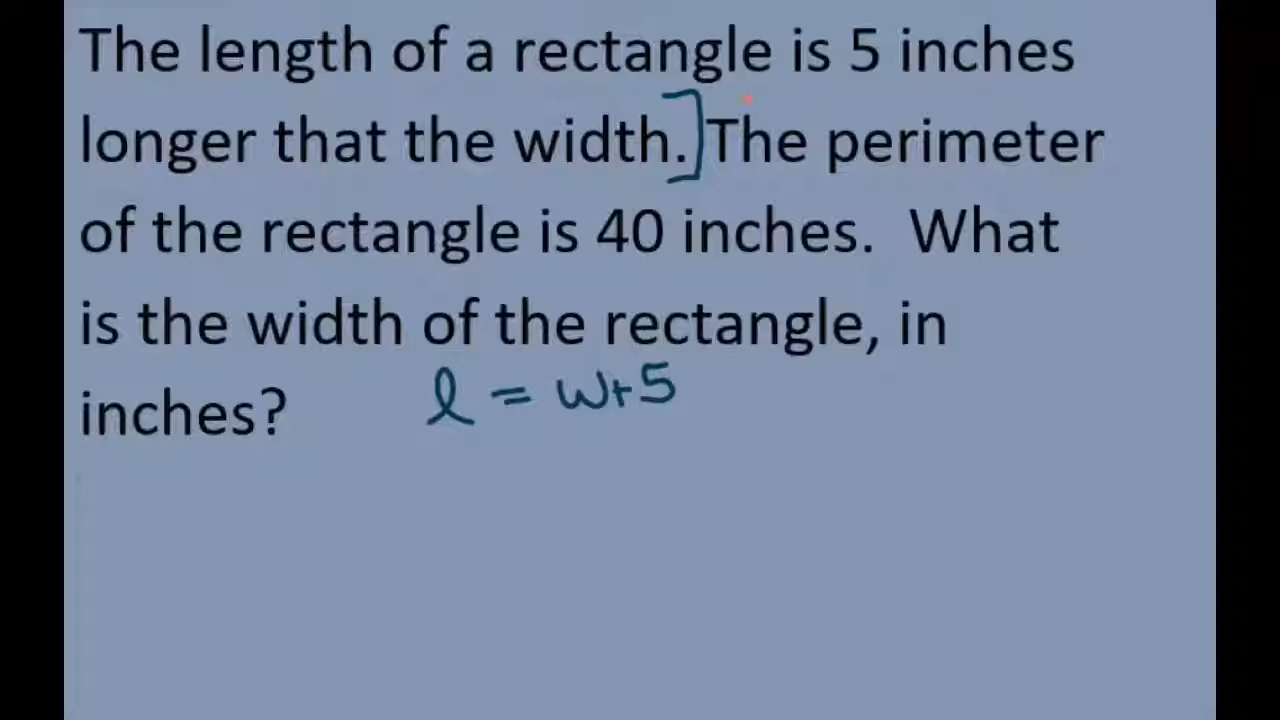 The length of a rectangle is 5 inches
longer that the width.] The perimeter
of the rectangle is 40 inches. What
is the width of the rectangle, in
inches?
l = w+5